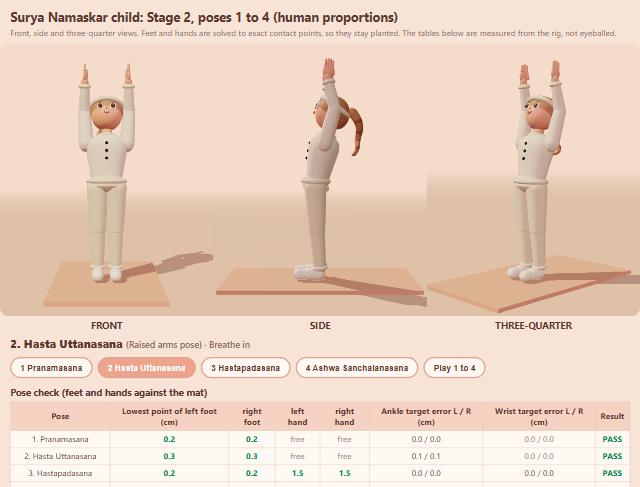 Surya Namaskar child: Stage 2, poses 1 to 4 (human proportions)
Front, side and three-quarter views. Feet and hands are solved to exact contact points, so they stay planted. The tables below are measured from the rig, not eyeballed.
FRONT
SIDE
THREE-QUARTER
2. Hasta Uttanasana (Raised arms pose) · Breathe in
1 Pranamasana
2 Hasta Uttanasana
3 Hastapadasana
4 Ashwa Sanchalanasana
Play 1 to 4
Pose check (feet and hands against the mat)
Pose Lowest point of left foot (cm) right foot left hand right hand Ankle target error L / R (cm) Wrist target error L / R (cm) Result
1. Pranamasana 0.2 0.2 free free 0.0 / 0.0 0.0 / 0.0 PASS
2. Hasta Uttanasana 0.3 0.3 free free 0.1 / 0.1 0.0 / 0.0 PASS
3. Hastapadasana 0.2 0.2 1.5 1.5 0.0 / 0.0 0.0 / 0.0 PASS